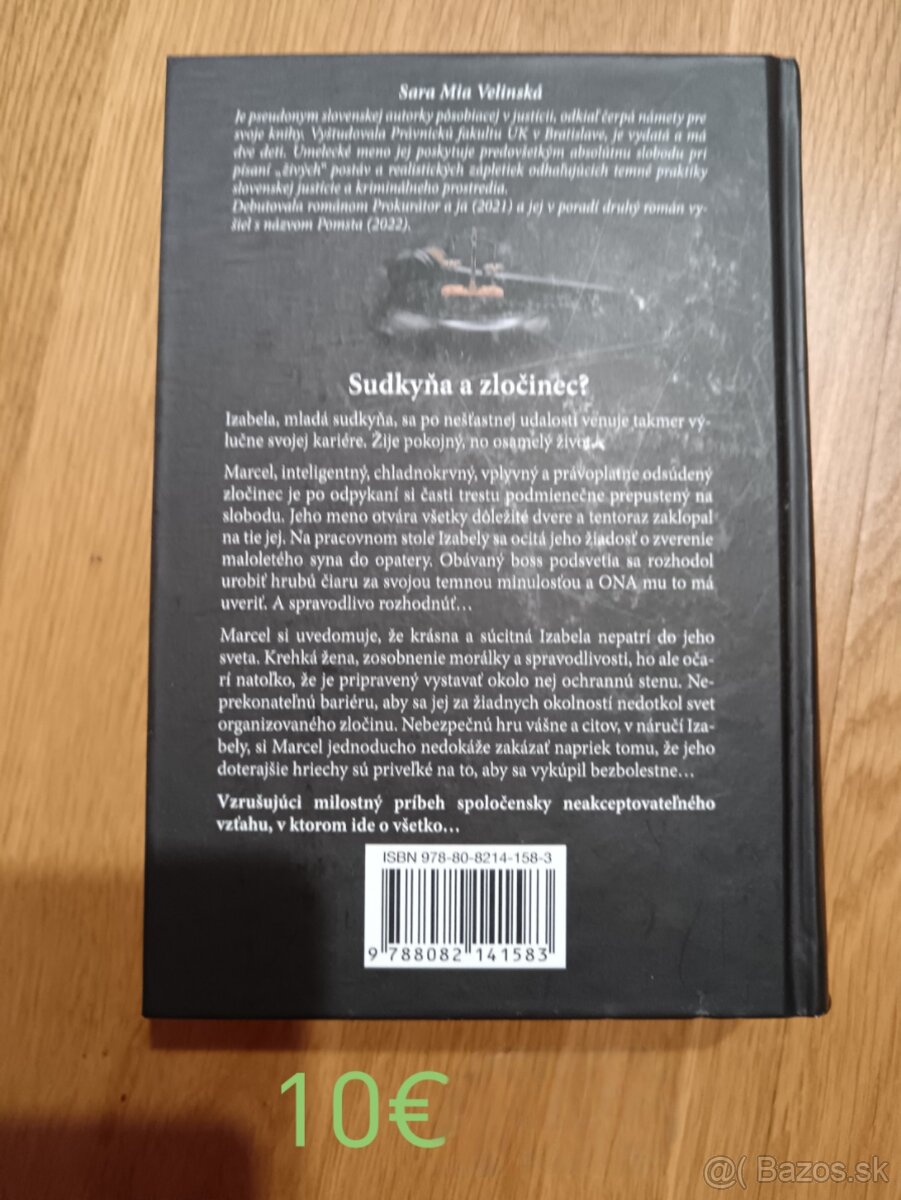 Sara Mia Velinská
Je pseudonym slovenskej autorky pôsobiacej v justícii, odkiaľ čerpá námety pre
svoje knihy. Vyštudovala Právnickú fakultu UK v Bratislave, je vydatá a má
dve deti. Umelecké meno jej poskytuje predovšetkým absolútnu slobodu pri
písaní „živých“ postáv a realistických zápletiek odhaľujúcich temné praktiky
slovenskej justície a kriminálneho prostredia.
Debutovala románom Prokurátor a ja (2021) a jej v poradí druhý román vy-
šiel s názvom Pomsta (2022).
Sudkyňa a zločinec?
Izabela, mladá sudkyňa, sa po nešťastnej udalosti venuje takmer vý-
lučne svojej kariére. Žije pokojný, no osamelý život.
Marcel, inteligentný, chladnokrvný, vplyvný a právoplatne odsúdený
zločinec je po odpykaní si časti trestu podmienečne prepustený na
slobodu. Jeho meno otvára všetky dôležité dvere a tentoraz zaklopal
na tie jej. Na pracovnom stole Izabely sa ocitá jeho žiadosť o zverenie
maloletého syna do opatery. Obávaný boss podsvetia sa rozhodol
urobiť hrubú čiaru za svojou temnou minulosťou a ONA mu to má
uveriť. A spravodlivo rozhodnúť…
Marcel si uvedomuje, že krásna a súcitná Izabela nepatrí do jeho
sveta. Krehká žena, zosobnenie morálky a spravodlivosti, ho ale oča-
rí natoľko, že je pripravený vystavať okolo nej ochrannú stenu. Ne-
prekonateľnú bariéru, aby sa jej za žiadnych okolností nedotkol svet
organizovaného zločinu. Nebezpečnú hru vášne a citov, v náručí Iza-
bely, si Marcel jednoducho nedokáže zakázať napriek tomu, že jeho
doterajšie hriechy sú priveľké na to, aby sa vykúpil bezbolestne…
Vzrušujúci milostný príbeh spoločensky neakceptovateľného
vzťahu, v ktorom ide o všetko…
ISBN 978-80-8214-158-3
9 788082 141583
10€
@( Bazos.sk